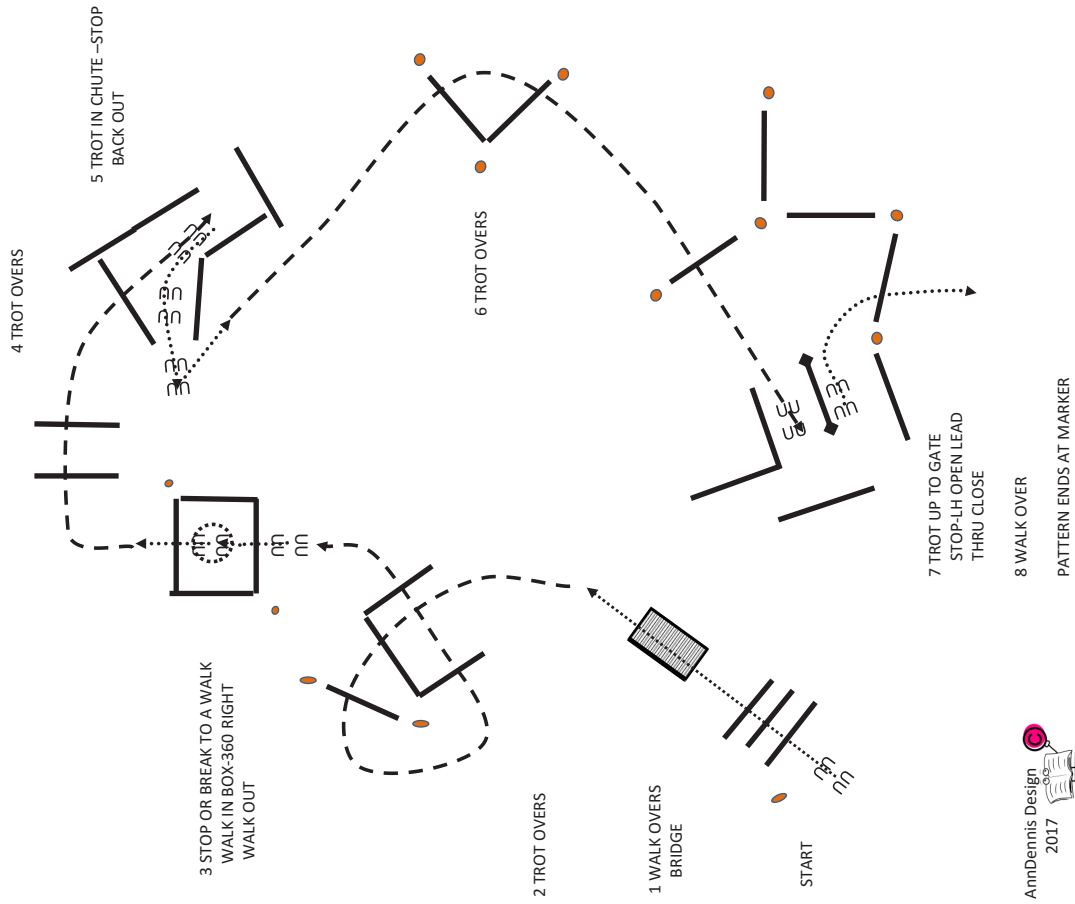 START
1 WALK OVERS
BRIDGE
2 TROT OVERS
3 STOP OR BREAK TO A WALK
WALK IN BOX-360 RIGHT
WALK OUT
4 TROT OVERS
5 TROT IN CHUTE –STOP
BACK OUT
6 TROT OVERS
7 TROT UP TO GATE
STOP-LH OPEN LEAD
THRU CLOSE
8 WALK OVER
PATTERN ENDS AT MARKER
AnnDennis Design
2017
C